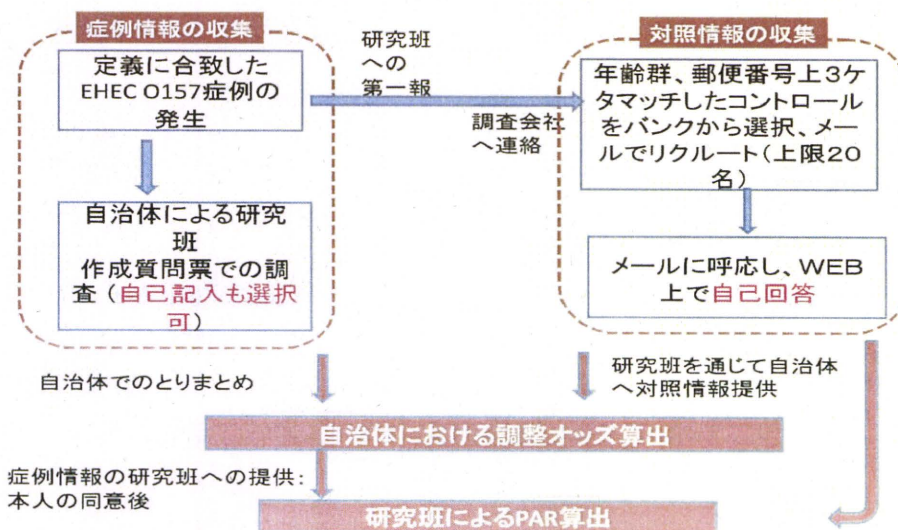 症例情報の収集
定義に合致した
EHEC O157症例の
発生
自治体による研究
班
作成質問票での調
査（自己記入も選択
可）
研究班
への
第一報
調査会社
へ連絡
対照情報の収集
年齢群、郵便番号上3ケ
タマッチしたコントロール
をバンクから選択、メー
ルでリクルート（上限20
名）
メールに呼応し、WEB
上で自己回答
自治体でのとりまとめ
研究班を通じて自治体
へ対照情報提供
自治体における調整オッズ算出
症例情報の研究班への提供：
本人の同意後
研究班によるPAR算出